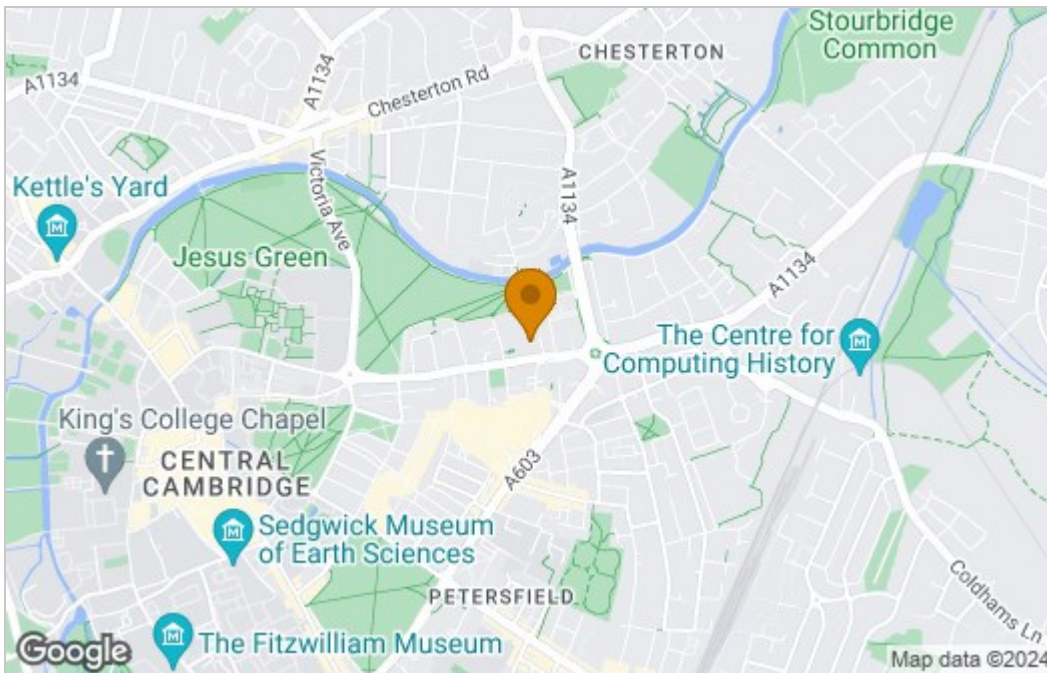 Stourbridge
Common
CHESTERTON
A1134
A1134
Chesterton Rd
A1134
Victoria Ave
Kettle's Yard
Jesus Green
A1134
The Centre for
Computing History
King's College Chapel
CENTRAL
CAMBRIDGE
A603
Sedgwick Museum
of Earth Sciences
PETERSFIELD
Coldhams Ln
The Fitzwilliam Museum
Google
Map data ©2024